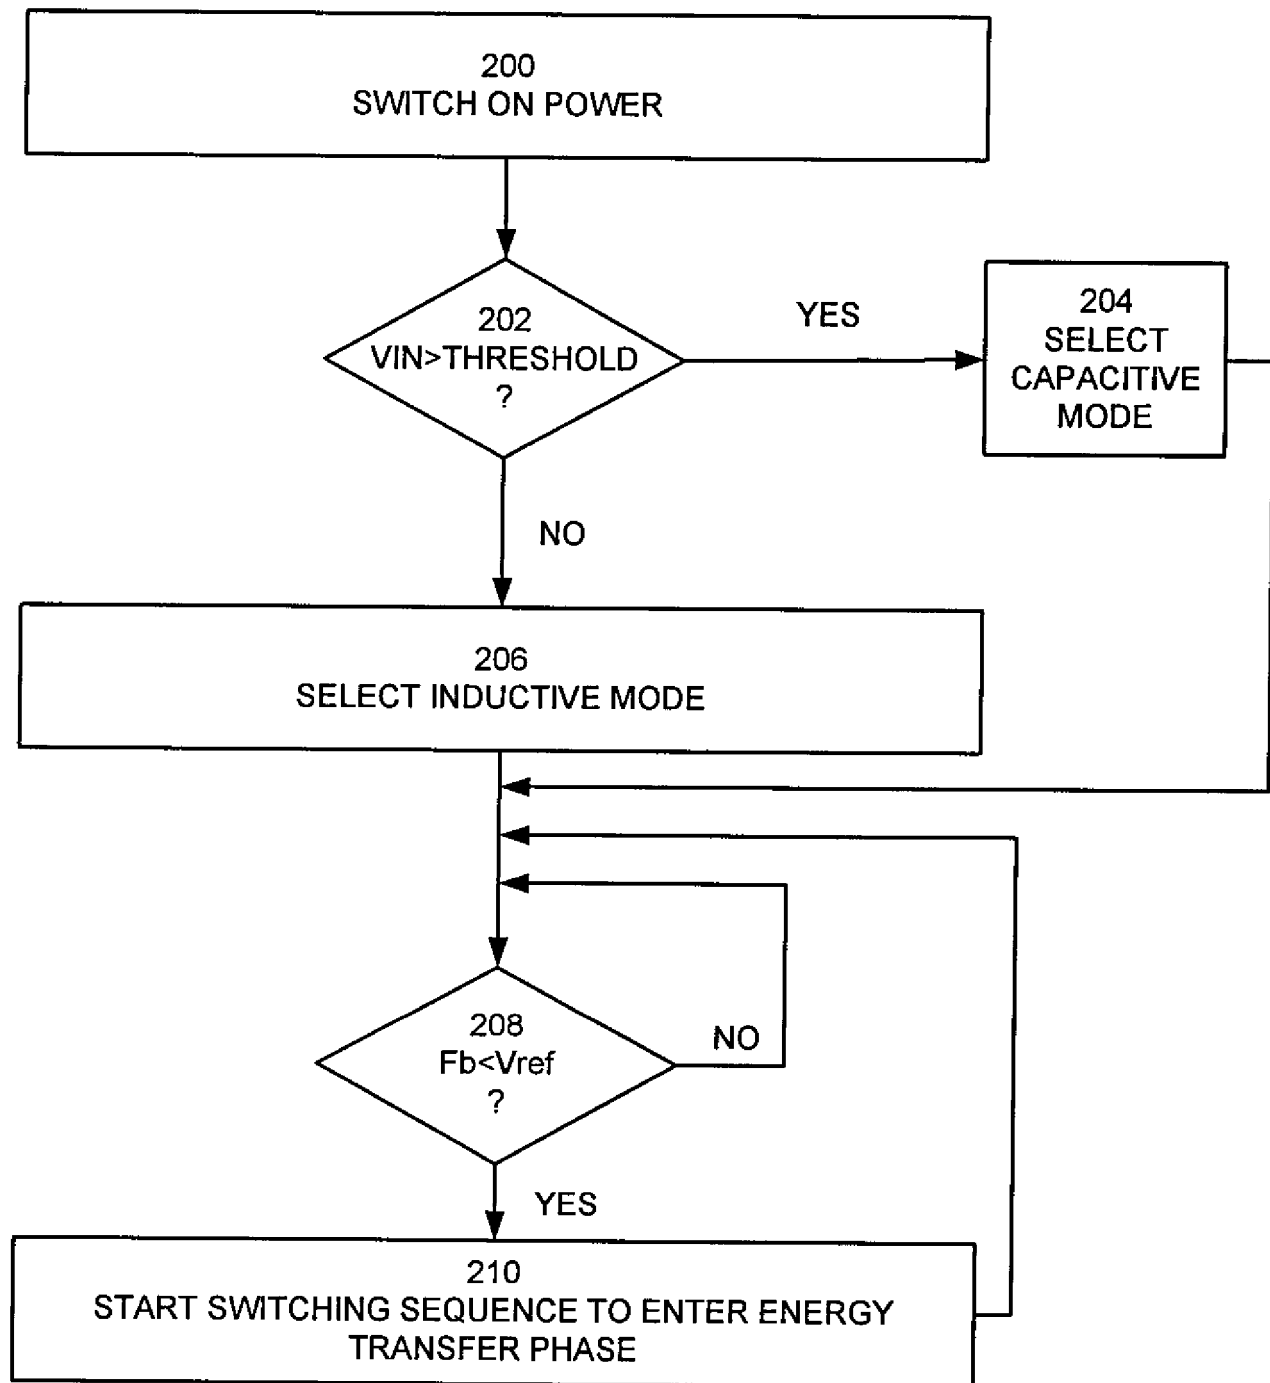 200
SWITCH ON POWER
202
VIN>THRESHOLD
?
YES
204
SELECT
CAPACITIVE
MODE
NO
206
SELECT INDUCTIVE MODE
208
Fb<Vref
?
NO
YES
210
START SWITCHING SEQUENCE TO ENTER ENERGY
TRANSFER PHASE